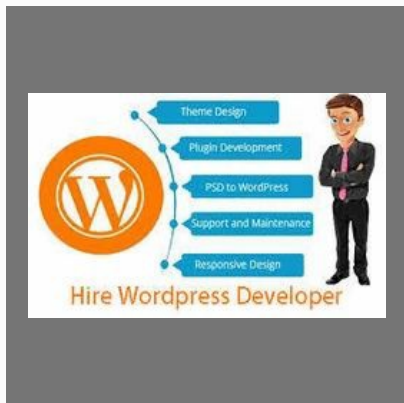 Theme Design
Plugin Development
PSD to WordPress
Support and Maintenance
Responsive Design
Hire Wordpress Developer